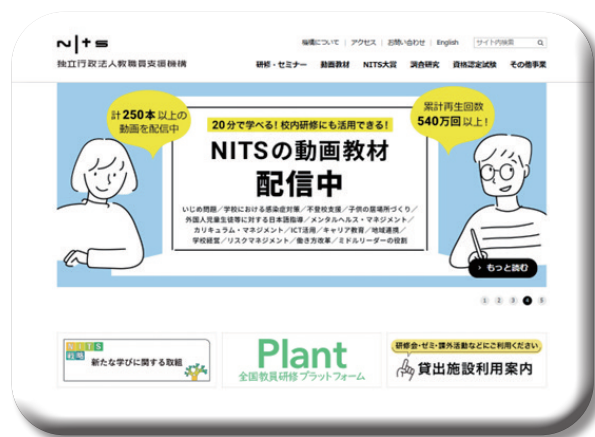 NITS
機構について | アクセス | お問い合わせ | English サイト内検索
独立行政法人教職員支援機構
研修・セミナー 動画教材 NITS大賞 調査研究 資格認定試験 その他事業
計250本以上の
動画を配信中
累計再生回数
540万回以上!
20分で学べる!校内研修にも活用できる!
NITSの動画教材
配信中
いじめ問題/学校における感染症対策/不登校支援/子供の居場所づくり/
外国人児童生徒等に対する日本語指導/メンタルヘルス・マネジメント/
カリキュラム・マネジメント/ICT活用/キャリア教育/地域連携/
学校経営/リスクマネジメント/働き方改革/ミドルリーダーの役割
もっと読む
1 2 3 4 5
NITS
戦略
新たな学びに関する取組
Plant
全国教員研修プラットフォーム
研修会・ゼミ・課外活動などにご利用ください
貸出施設利用案内